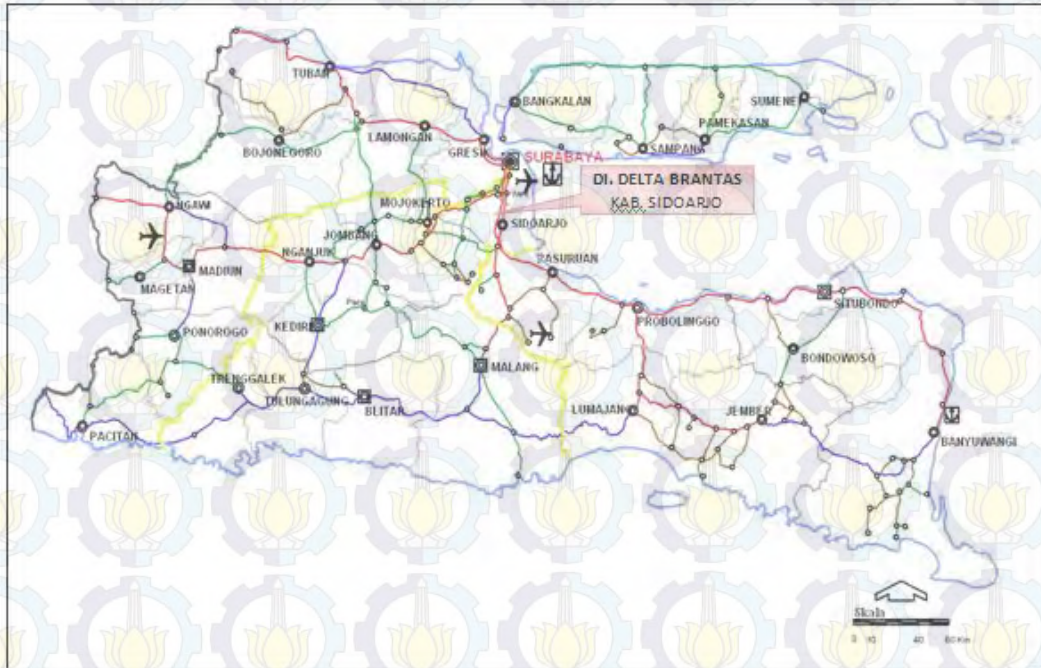 TUBAN
BANGKALAN
SUMENE
PAMEKASAN
LAMONGAN
BOJONEGORO
GRESIK
SAMPANG
SURABAYA
DI. DELTA BRANTAS
KAB. SIDOARJO
NGAWI
MOJOKERTO
SIDOARJO
JOMBANG
NGANJUK
MADIUN
PASURUAN
MAGETAN
SITUBONDO
Pare
PROBOLINGGO
KEDIRI
PONOROGO
BONDOWOSO
MALANG
TRENGGALEK
TULUNGAGUNG
BLITAR
LUMAJANG
JEMBER
PACITAN
BANYUWANGI
Skala
0 10 40 60 Km